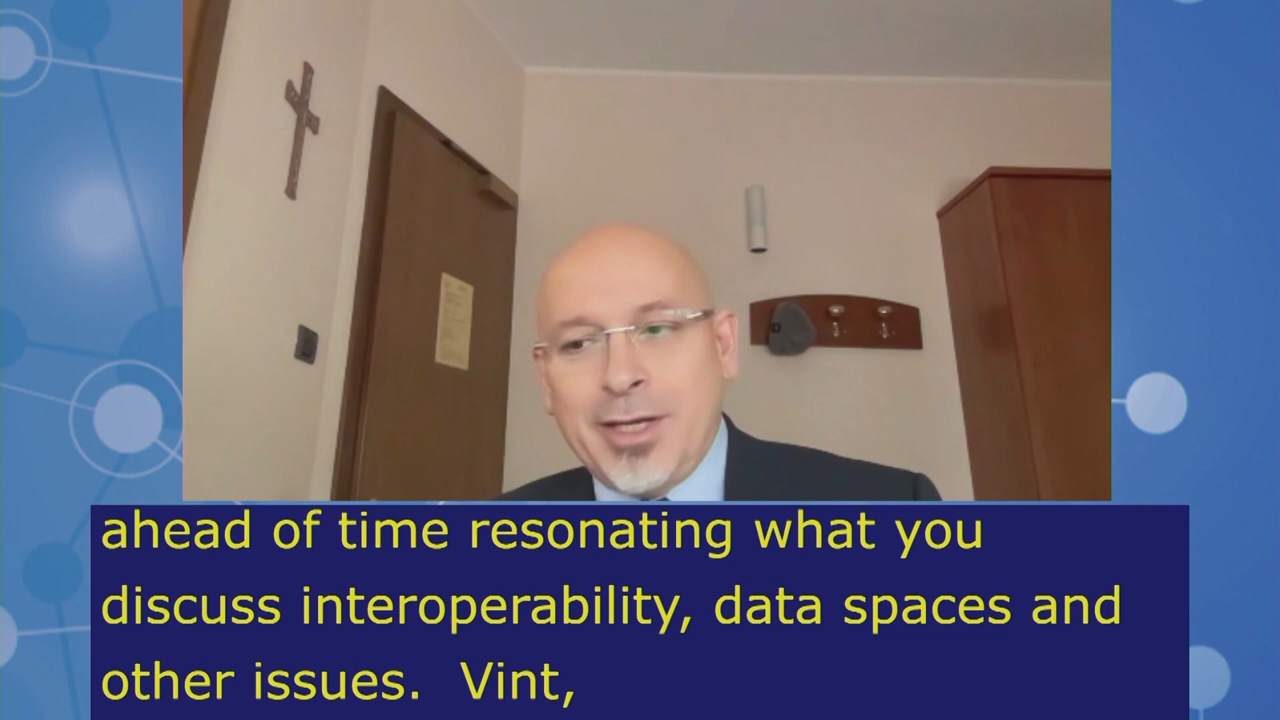 ahead of time resonating what you
discuss interoperability, data spaces and
other issues.  Vint,